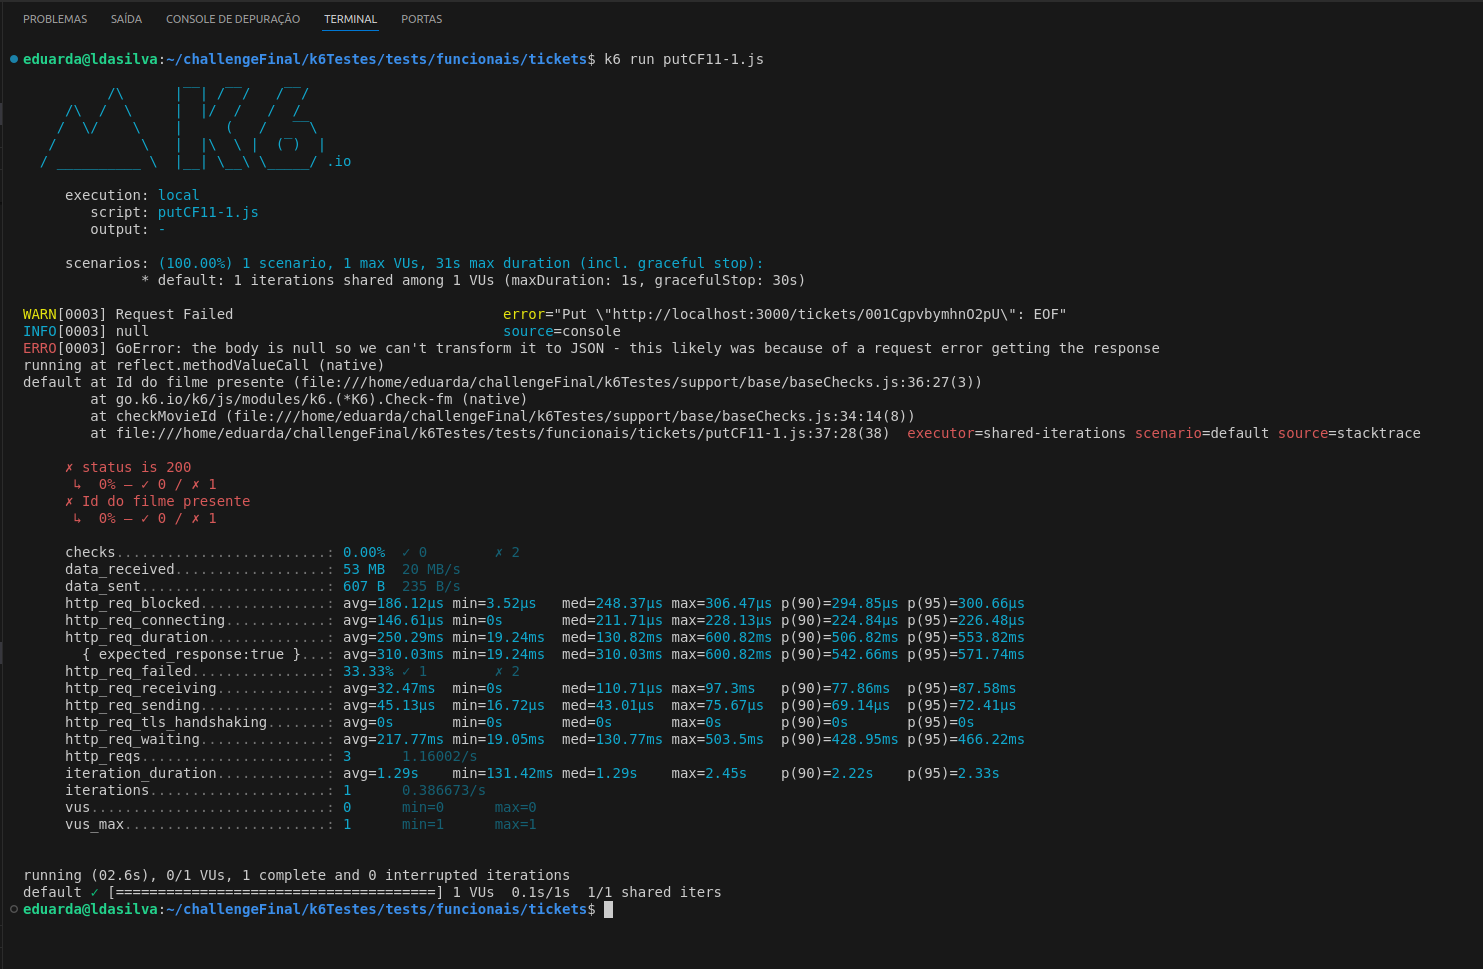 PROBLEMAS SAÍDA CONSOLE DE DEPURAÇÃO TERMINAL PORTAS
eduarda@ldasilva:~/challengeFinal/k6Testes/tests/funcionais/tickets$ k6 run putCF11-1.js
          /\      |‾‾| /‾‾/   /‾‾/
     /\  /  \     |  |/  /   /  /
    /  \/    \    |     (   /   ‾‾\
   /          \   |  |\  \ |  (‾)  |
  / __________ \  |__| \__\ \_____/ .io
execution: local
script: putCF11-1.js
output: -
scenarios: (100.00%) 1 scenario, 1 max VUs, 31s max duration (incl. graceful stop):
* default: 1 iterations shared among 1 VUs (maxDuration: 1s, gracefulStop: 30s)
WARN[0003] Request Failed error="Put \"http://localhost:3000/tickets/001CgpvbymhnO2pU\": EOF"
INFO[0003] null source=console
ERRO[0003] GoError: the body is null so we can't transform it to JSON - this likely was because of a request error getting the response
running at reflect.methodValueCall (native)
default at Id do filme presente (file:///home/eduarda/challengeFinal/k6Testes/support/base/baseChecks.js:36:27(3))
at go.k6.io/k6/js/modules/k6.(*K6).Check-fm (native)
at checkMovieId (file:///home/eduarda/challengeFinal/k6Testes/support/base/baseChecks.js:34:14(8))
at file:///home/eduarda/challengeFinal/k6Testes/tests/funcionais/tickets/putCF11-1.js:37:28(38) executor=shared-iterations scenario=default source=stacktrace
✗ status is 200
↳ 0% — ✓ 0 / ✗ 1
✗ Id do filme presente
↳ 0% — ✓ 0 / ✗ 1
checks.........................: 0.00% ✓ 0 ✗ 2
data_received..................: 53 MB 20 MB/s
data_sent......................: 607 B 235 B/s
http_req_blocked...............: avg=186.12µs min=3.52µs med=248.37µs max=306.47µs p(90)=294.85µs p(95)=300.66µs
http_req_connecting............: avg=146.61µs min=0s med=211.71µs max=228.13µs p(90)=224.84µs p(95)=226.48µs
http_req_duration..............: avg=250.29ms min=19.24ms med=130.82ms max=600.82ms p(90)=506.82ms p(95)=553.82ms
{ expected_response:true }...: avg=310.03ms min=19.24ms med=310.03ms max=600.82ms p(90)=542.66ms p(95)=571.74ms
http_req_failed................: 33.33% ✓ 1 ✗ 2
http_req_receiving.............: avg=32.47ms min=0s med=110.71µs max=97.3ms p(90)=77.86ms p(95)=87.58ms
http_req_sending...............: avg=45.13µs min=16.72µs med=43.01µs max=75.67µs p(90)=69.14µs p(95)=72.41µs
http_req_tls_handshaking.......: avg=0s min=0s med=0s max=0s p(90)=0s p(95)=0s
http_req_waiting...............: avg=217.77ms min=19.05ms med=130.77ms max=503.5ms p(90)=428.95ms p(95)=466.22ms
http_reqs......................: 3 1.16002/s
iteration_duration.............: avg=1.29s min=131.42ms med=1.29s max=2.45s p(90)=2.22s p(95)=2.33s
iterations.....................: 1 0.386673/s
vus............................: 0 min=0 max=0
vus_max........................: 1 min=1 max=1
running (02.6s), 0/1 VUs, 1 complete and 0 interrupted iterations
default ✓ [======================================] 1 VUs 0.1s/1s 1/1 shared iters
eduarda@ldasilva:~/challengeFinal/k6Testes/tests/funcionais/tickets$